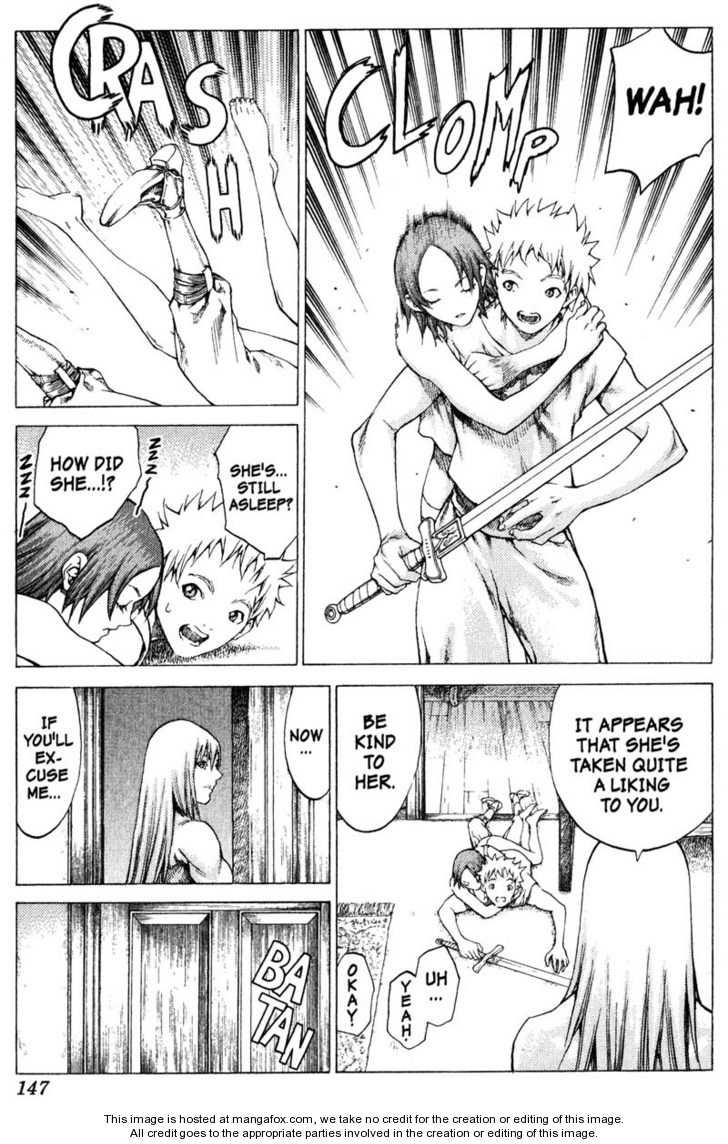 WAH!
CLOMP
CRASH
SHE'S...
STILL
ASLEEP?
HOW DID
SHE...!?
ZZZ
ZZZ
IT APPEARS
THAT SHE'S
TAKEN QUITE
A LIKING
TO YOU.
BE
KIND
TO
HER.
UH
...
YEAH.
OKAY.
NOW
...
IF
YOU'LL
EX-
CUSE
ME...
BA
TAN
147
This image is hosted at mangafox.com, we take no credit for the creation or editing of this image.
All credit goes to the appropriate parties involved in the creation or editing of this image.